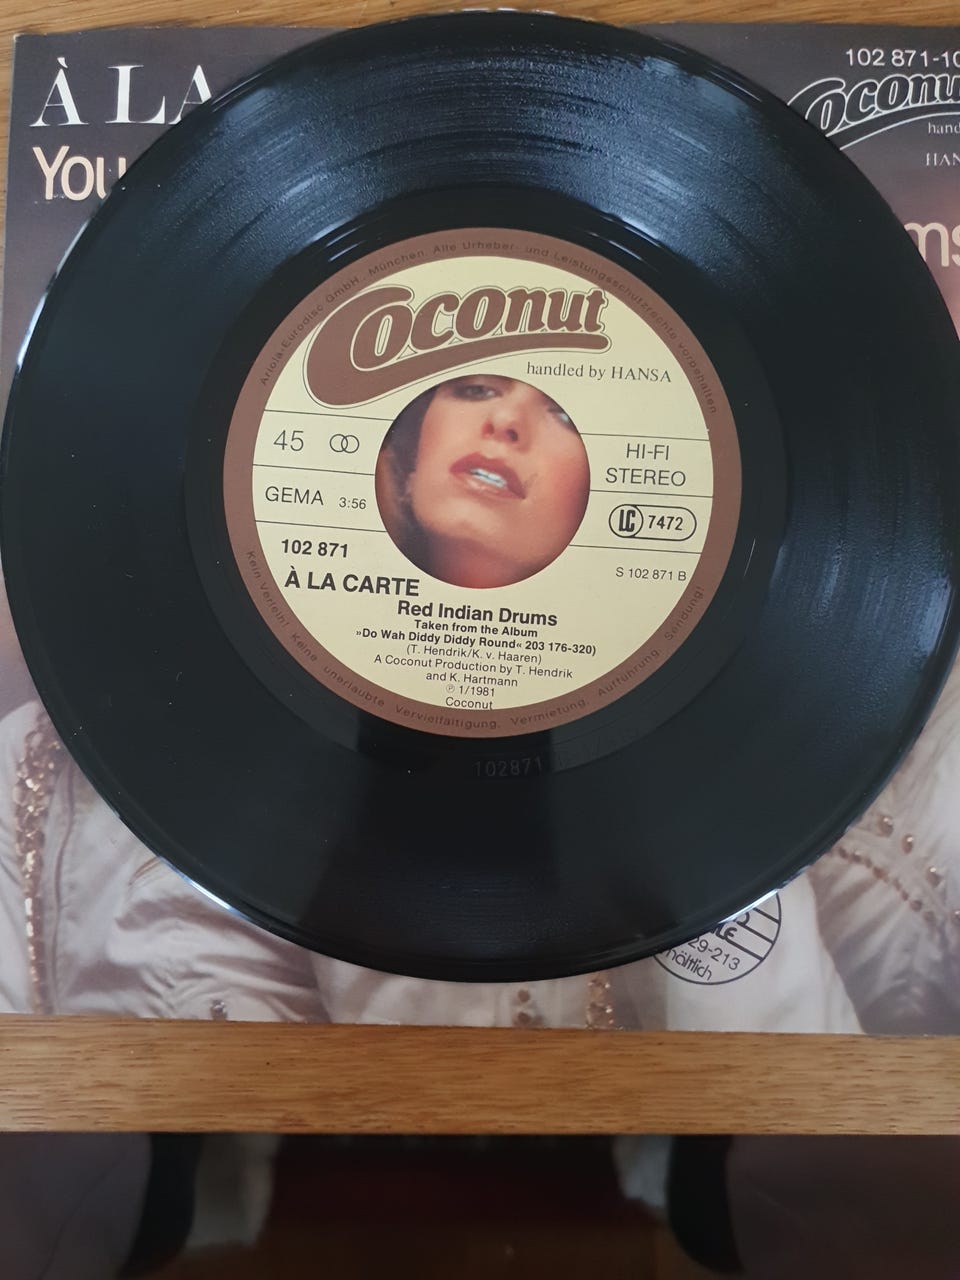 À LA
You
102 871-10
Coconut
hand
HAN
ms
Ariola-Eurodisc GmbH. München. Alle Urheber- und Leistungsschutzrechte vorbehalten.
Coconut
handled by HANSA
45
HI-FI
STEREO
GEMA 3:56
LC 7472
102 871
S 102 871 B
À LA CARTE
Red Indian Drums
Taken from the Album
»Do Wah Diddy Diddy Round« 203 176-320)
(T. Hendrik/K. v. Haaren)
A Coconut Production by T. Hendrik
and K. Hartmann
℗ 1/1981
Coconut
Kein Verleih! Keine unerlaubte Vervielfältigung, Vermietung, Aufführung, Sendung!
102871
29-213
hältlich